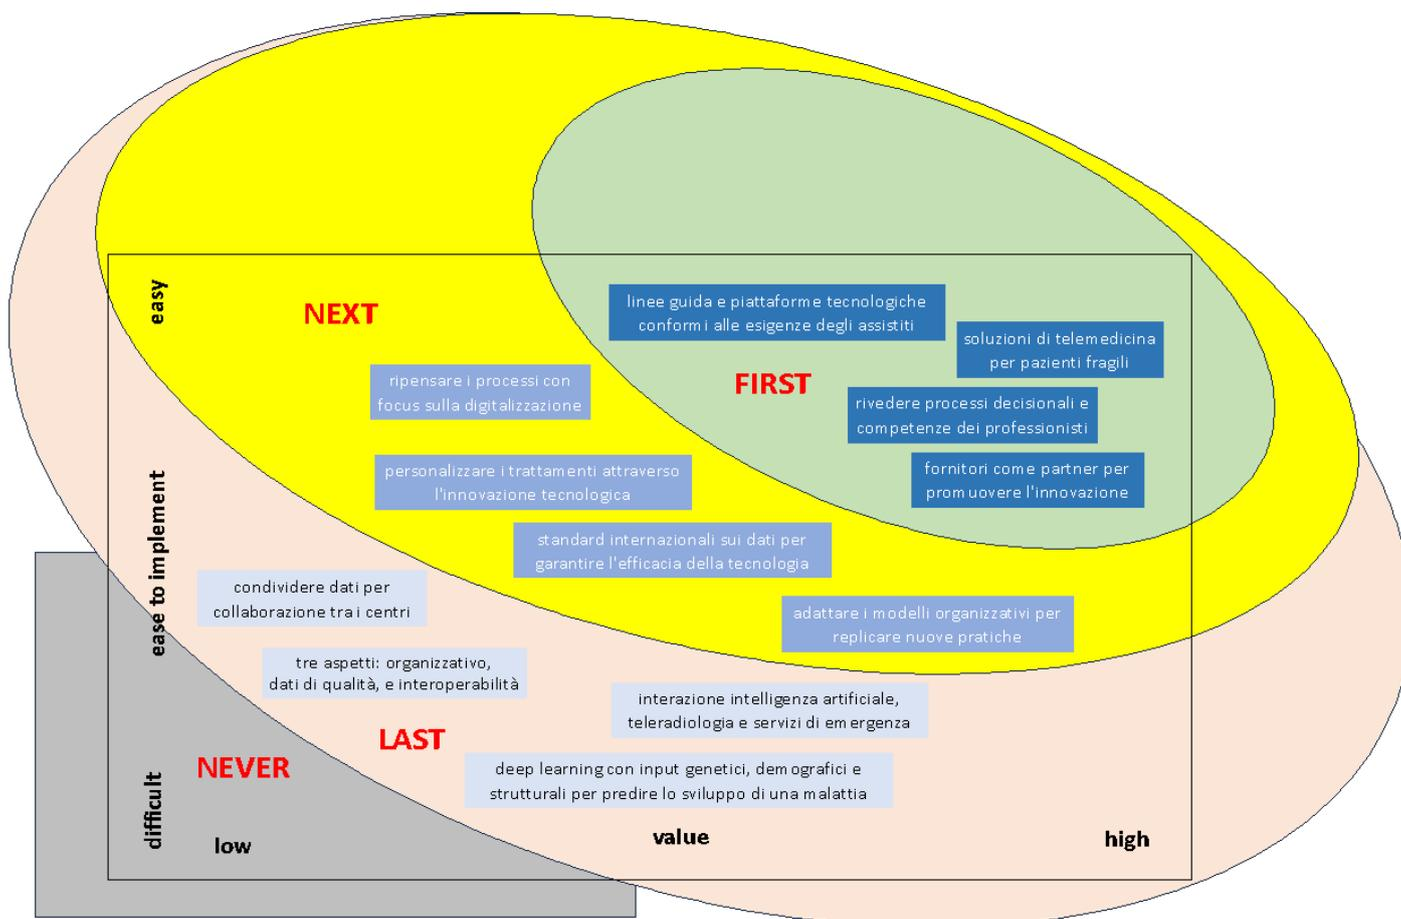 easy
NEXT
linee guida e piattaforme tecnologiche
conformi alle esigenze degli assistiti
soluzioni di telemedicina
per pazienti fragili
FIRST
ripensare i processi con
focus sulla digitalizzazione
rivedere processi decisionali e
competenze dei professionisti
personalizzare i trattamenti attraverso
l'innovazione tecnologica
fornitori come partner per
promuovere l'innovazione
ease to implement
standard internazionali sui dati per
garantire l'efficacia della tecnologia
condividere dati per
collaborazione tra i centri
adattare i modelli organizzativi per
replicare nuove pratiche
tre aspetti: organizzativo,
dati di qualità, e interoperabilità
interazione intelligenza artificiale,
teleradiologia e servizi di emergenza
LAST
NEVER
deep learning con input genetici, demografici e
strutturali per predire lo sviluppo di una malattia
difficult
low
value
high